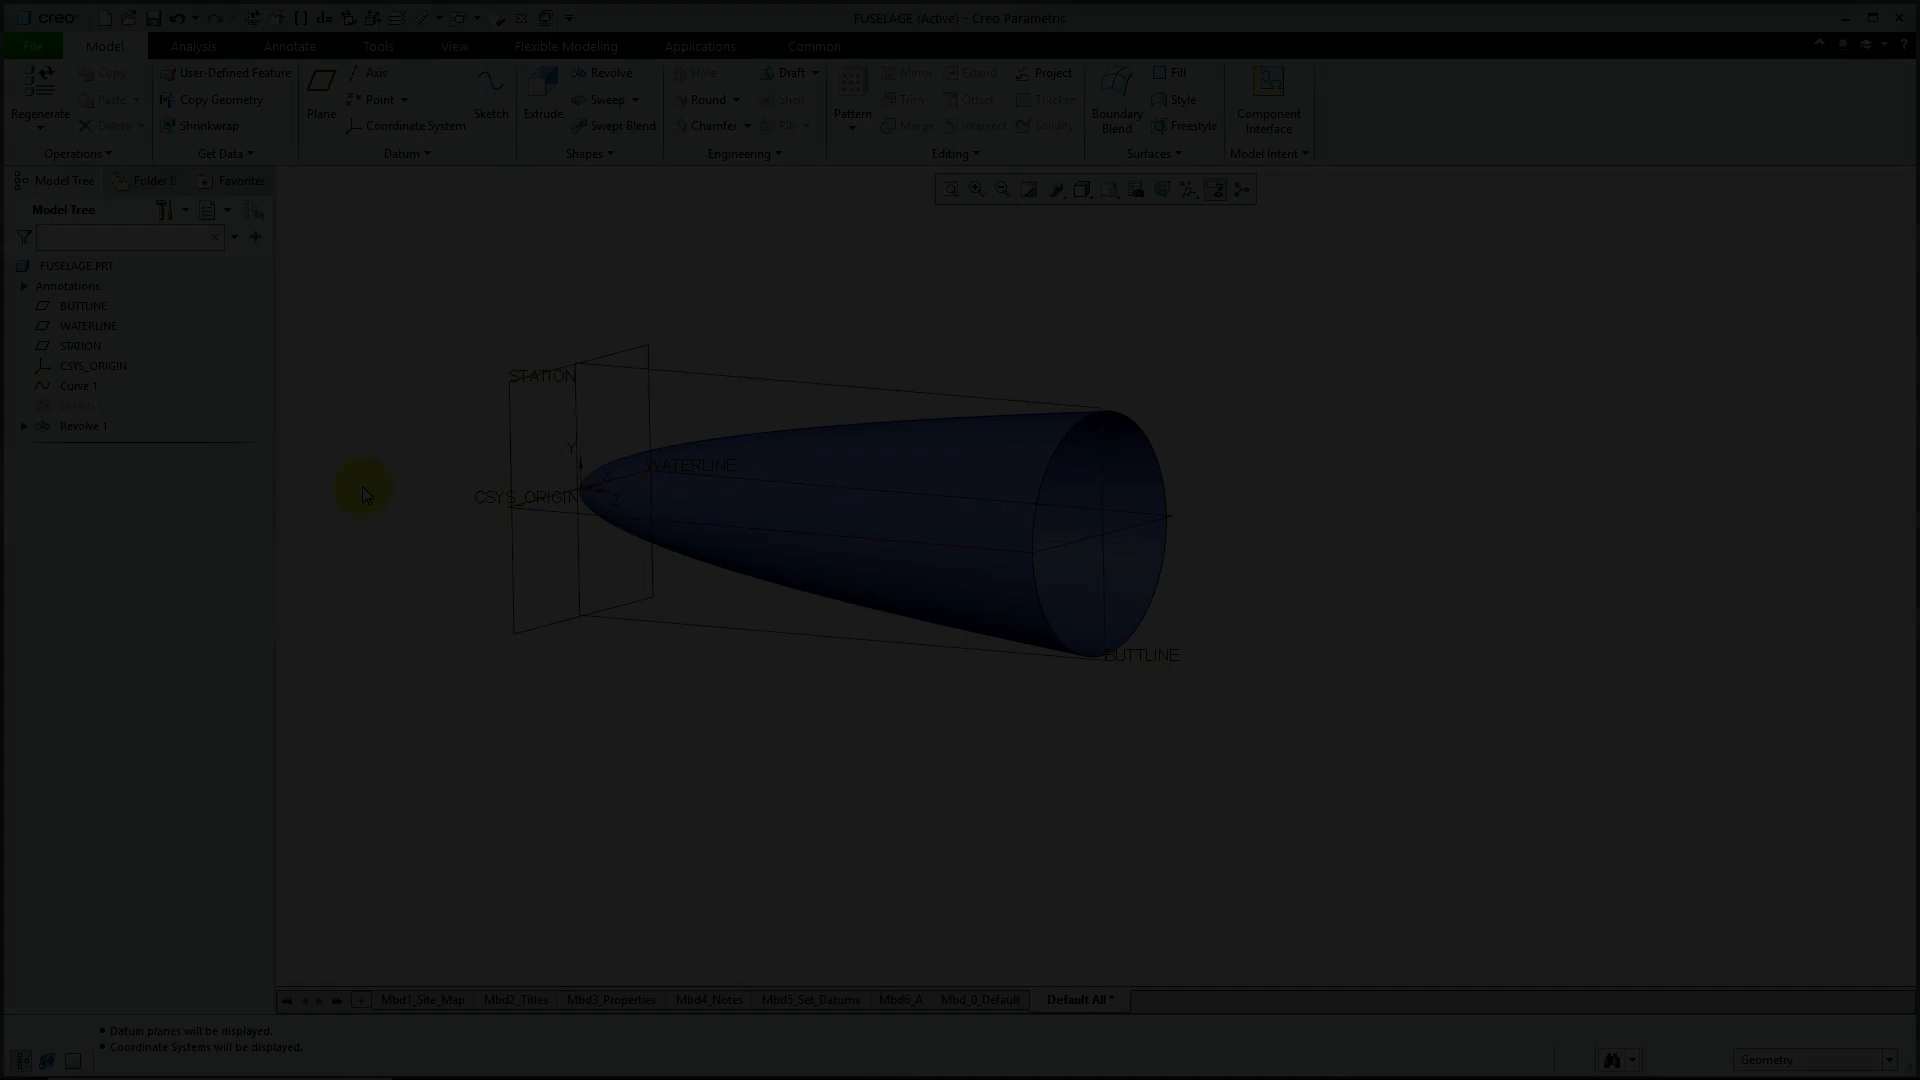 creo
FUSELAGE (Active) - Creo Parametric
File
Model
Analysis
Annotate
Tools
View
Flexible Modeling
Applications
Common
Regenerate
Copy
Paste
Delete
Operations
User-Defined Feature
Copy Geometry
Shrinkwrap
Get Data
Plane
Axis
Point
Coordinate System
Sketch
Datum
Extrude
Revolve
Sweep
Swept Blend
Shapes
Hole
Round
Chamfer
Draft
Shell
Rib
Engineering
Pattern
Mirror
Trim
Merge
Extend
Offset
Intersect
Project
Thicken
Solidify
Editing
Boundary
Blend
Fill
Style
Freestyle
Surfaces
Component
Interface
Model Intent
Model Tree
Folder
Favorites
Model Tree
FUSELAGE.PRT
Annotations
BUTTLINE
WATERLINE
STATION
CSYS_ORIGIN
Curve 1
Sketch 1
Revolve 1
STATION
Y
WATERLINE
X
CSYS_ORIGIN
Z
BUTTLINE
Mbd1_Site_Map
Mbd2_Titles
Mbd3_Properties
Mbd4_Notes
Mbd5_Set_Datums
Mbd6_A
Mbd_0_Default
Default All *
• Datum planes will be displayed.
• Coordinate Systems will be displayed.
Geometry